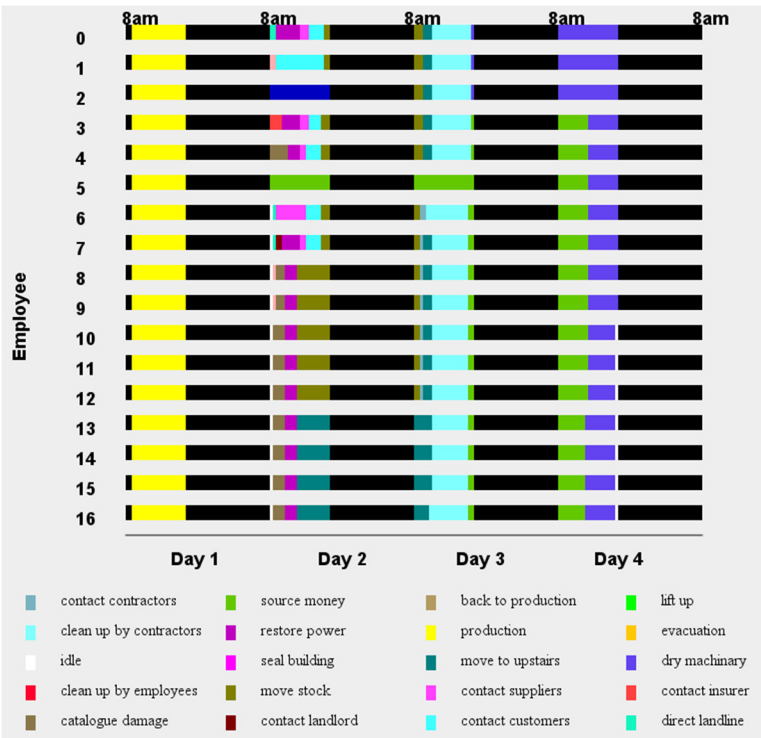 8am 8am 8am 8am 8am
0
1
2
3
4
5
6
7
8
9
10
11
12
13
14
15
16
Employee
Day 1 Day 2 Day 3 Day 4
contact contractors source money back to production lift up
clean up by contractors restore power production evacuation
idle seal building move to upstairs dry machinary
clean up by employees move stock contact suppliers contact insurer
catalogue damage contact landlord contact customers direct landline